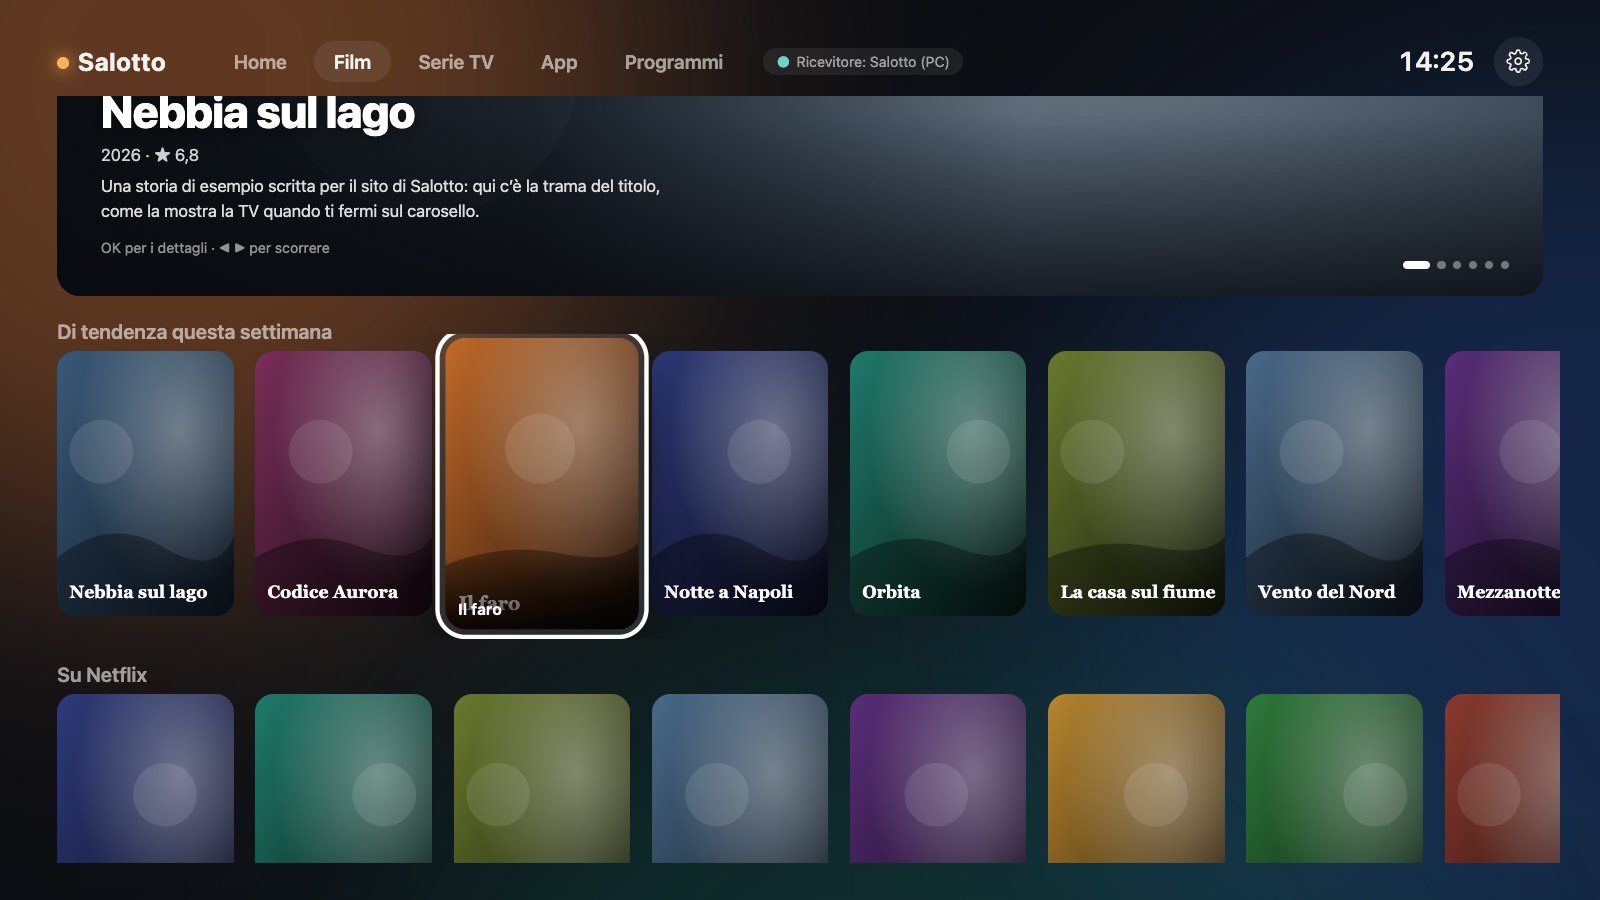 Salotto
Home
Film
Serie TV
App
Programmi
Ricevitore: Salotto (PC)
14:25
Nebbia sul lago
2026 · ★ 6,8
Una storia di esempio scritta per il sito di Salotto: qui c'è la trama del titolo,
come la mostra la TV quando ti fermi sul carosello.
OK per i dettagli · ◀ ▶ per scorrere
Di tendenza questa settimana
Nebbia sul lago
Codice Aurora
Il faro
Il faro
Notte a Napoli
Orbita
La casa sul fiume
Vento del Nord
Mezzanotte
Su Netflix